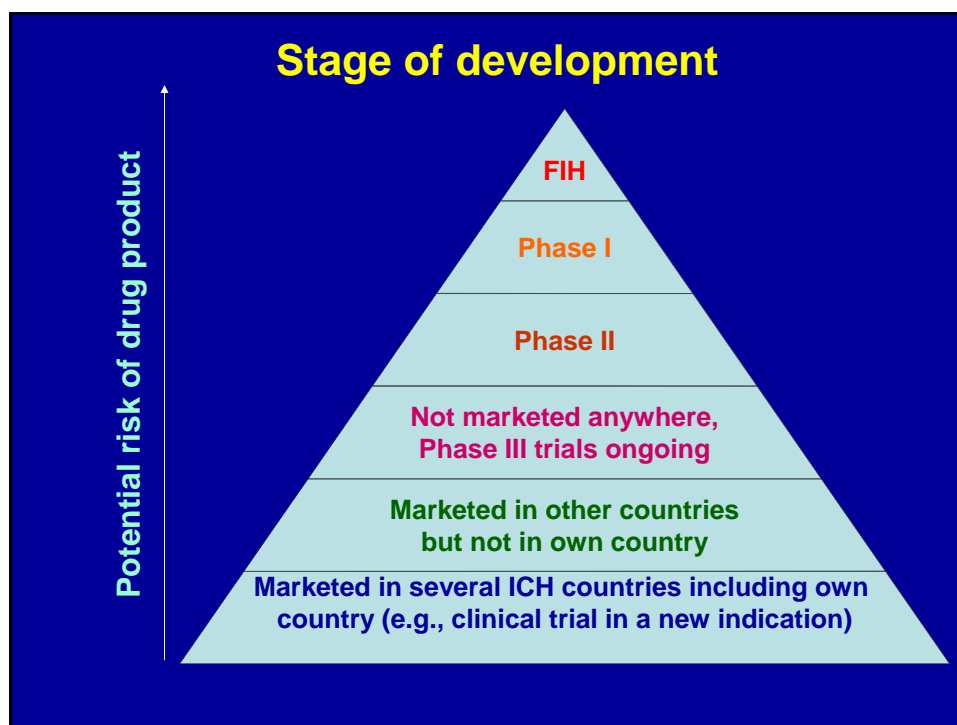 Stage of development
Potential risk of drug product
FIH
Phase I
Phase II
Not marketed anywhere,
Phase III trials ongoing
Marketed in other countries
but not in own country
Marketed in several ICH countries including own
country (e.g., clinical trial in a new indication)